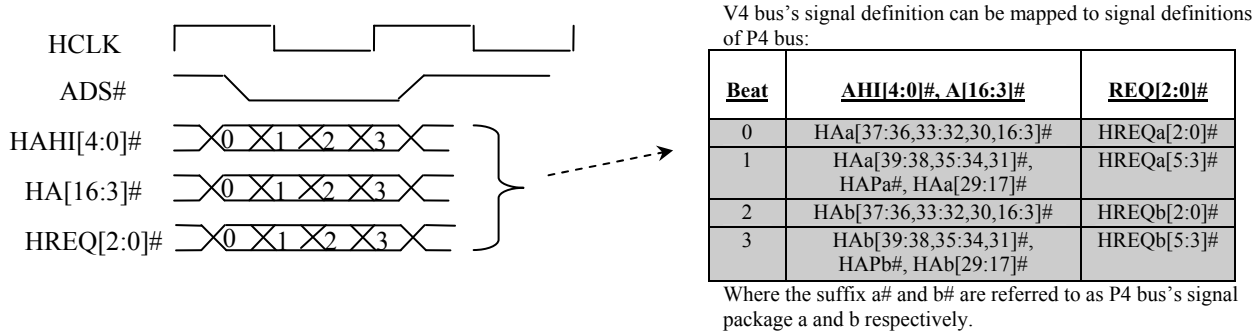 HCLK
ADS#
HAHI[4:0]# 0 1 2 3
HA[16:3]# 0 1 2 3
HREQ[2:0]# 0 1 2 3
V4 bus's signal definition can be mapped to signal definitions
of P4 bus:
Beat AHI[4:0]#, A[16:3]# REQ[2:0]#
0 HAa[37:36,33:32,30,16:3]# HREQa[2:0]#
1 HAa[39:38,35:34,31]#, HREQa[5:3]#
HAPa#, HAa[29:17]#
2 HAb[37:36,33:32,30,16:3]# HREQb[2:0]#
3 HAb[39:38,35:34,31]#, HREQb[5:3]#
HAPb#, HAb[29:17]#
Where the suffix a# and b# are referred to as P4 bus's signal
package a and b respectively.